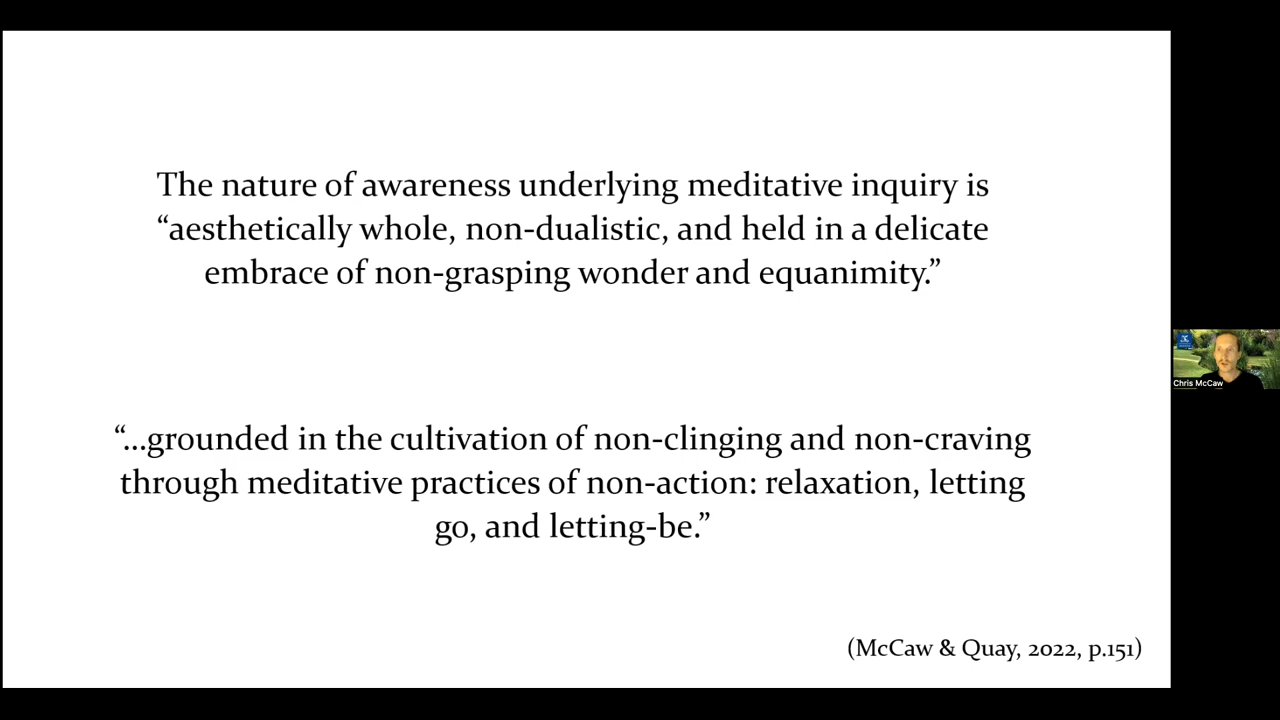 The nature of awareness underlying meditative inquiry is
“aesthetically whole, non-dualistic, and held in a delicate
embrace of non-grasping wonder and equanimity.”
“...grounded in the cultivation of non-clinging and non-craving
through meditative practices of non-action: relaxation, letting
go, and letting-be.”
(McCaw & Quay, 2022, p.151)
Chris McCaw